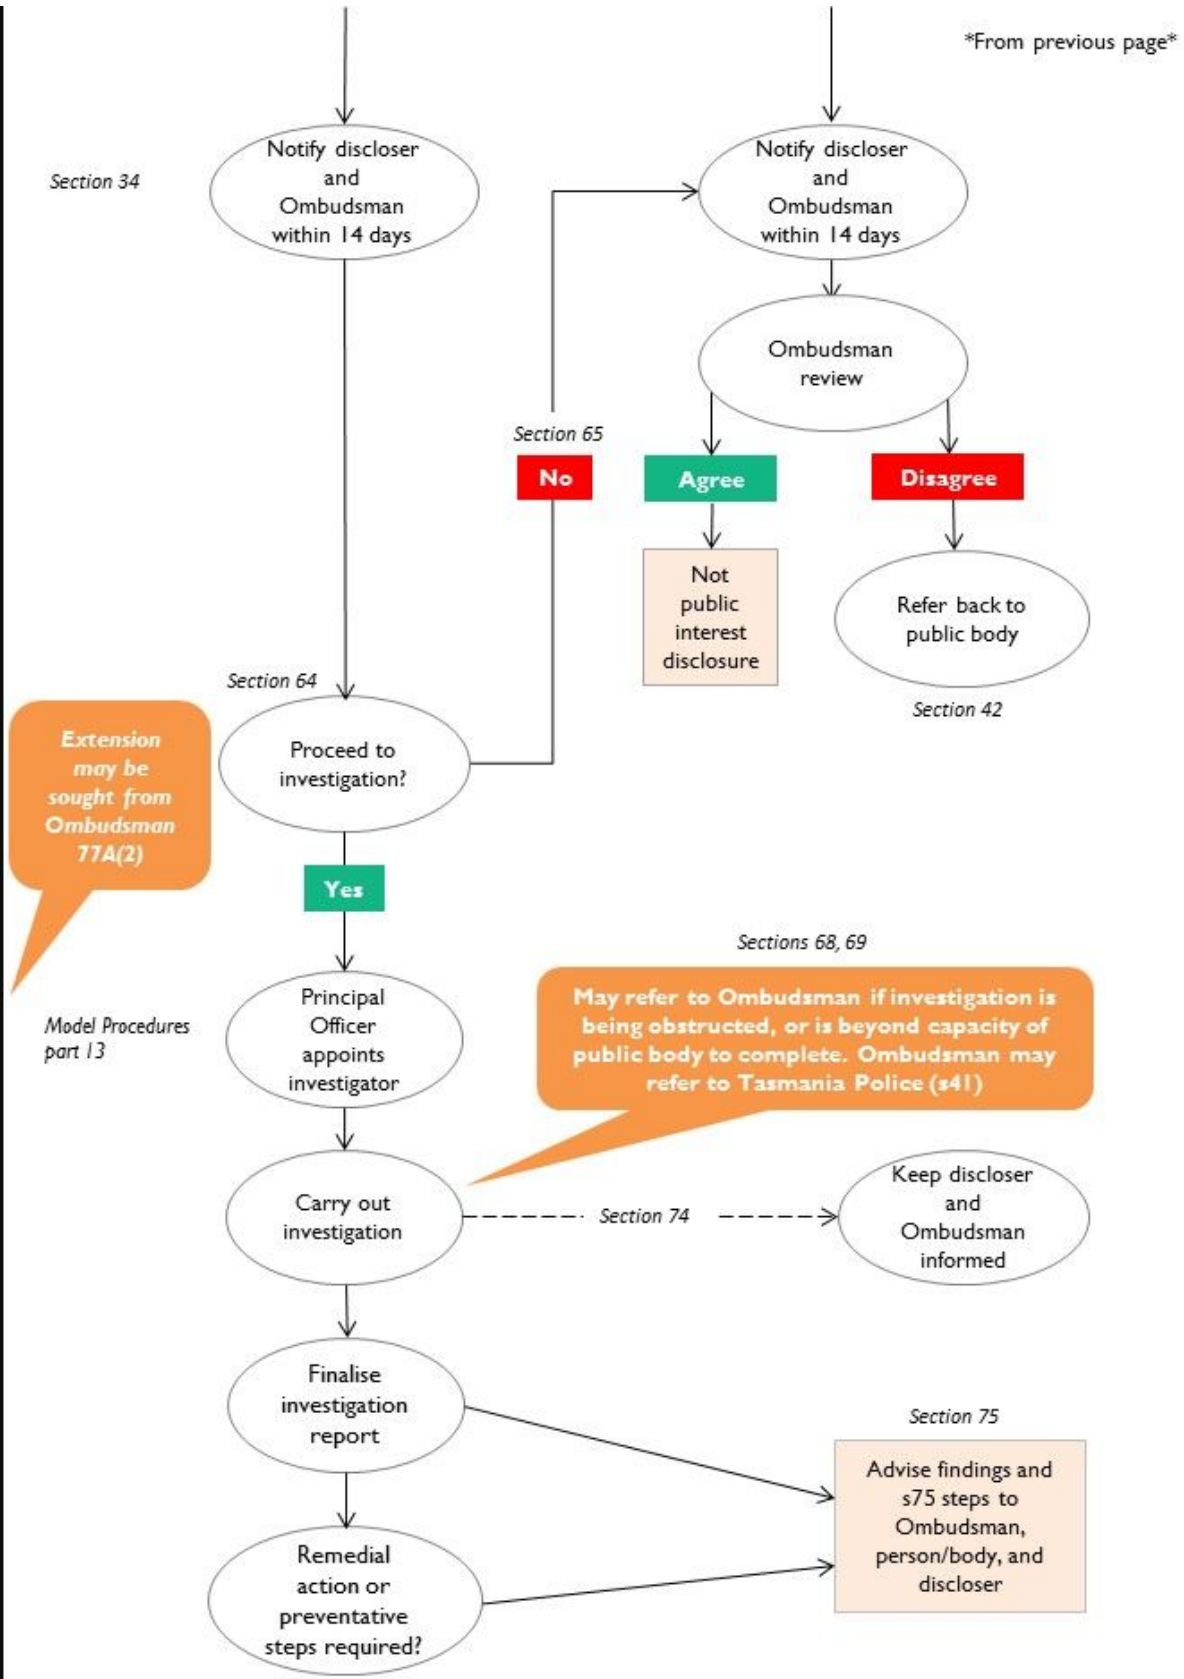 *From previous page*
Section 34
Notify discloser
and
Ombudsman
within 14 days
Notify discloser
and
Ombudsman
within 14 days
Ombudsman
review
Section 65
No
Agree
Disagree
Not
public
interest
disclosure
Refer back to
public body
Section 42
Section 64
Extension
may be
sought from
Ombudsman
77A(2)
Proceed to
investigation?
Yes
Model Procedures
part 13
Principal
Officer
appoints
investigator
Sections 68, 69
May refer to Ombudsman if investigation is
being obstructed, or is beyond capacity of
public body to complete. Ombudsman may
refer to Tasmania Police (s41)
Carry out
investigation
Section 74
Keep discloser
and
Ombudsman
informed
Finalise
investigation
report
Section 75
Advise findings and
s75 steps to
Ombudsman,
person/body, and
discloser
Remedial
action or
preventative
steps required?